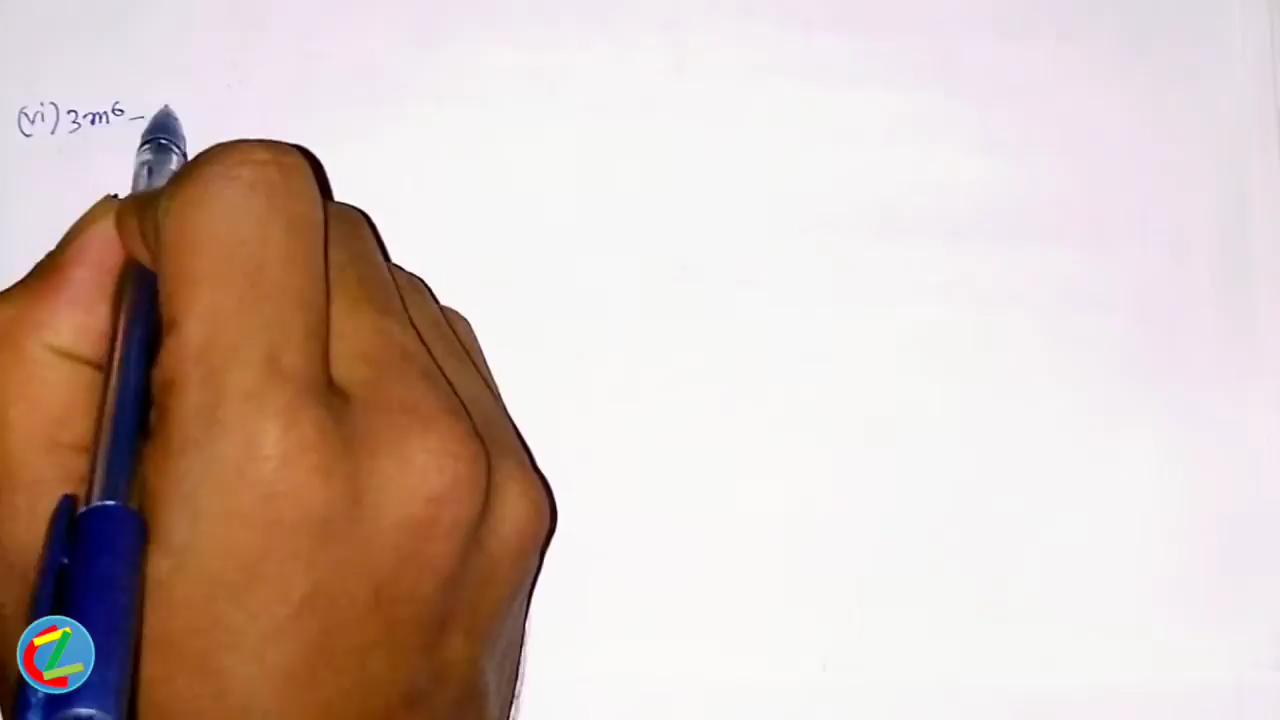 (vi) 3m⁶ –